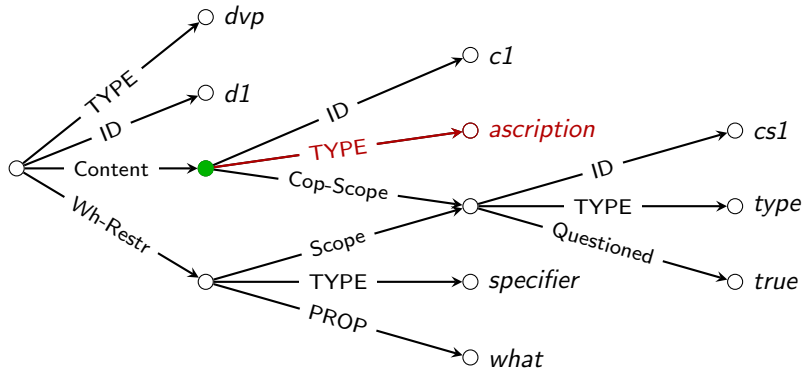 dvp
TYPE
d1
ID
Content
Wh-Restr
c1
ID
TYPE
ascription
Cop-Scope
cs1
ID
TYPE
type
Questioned
true
Scope
TYPE
specifier
PROP
what